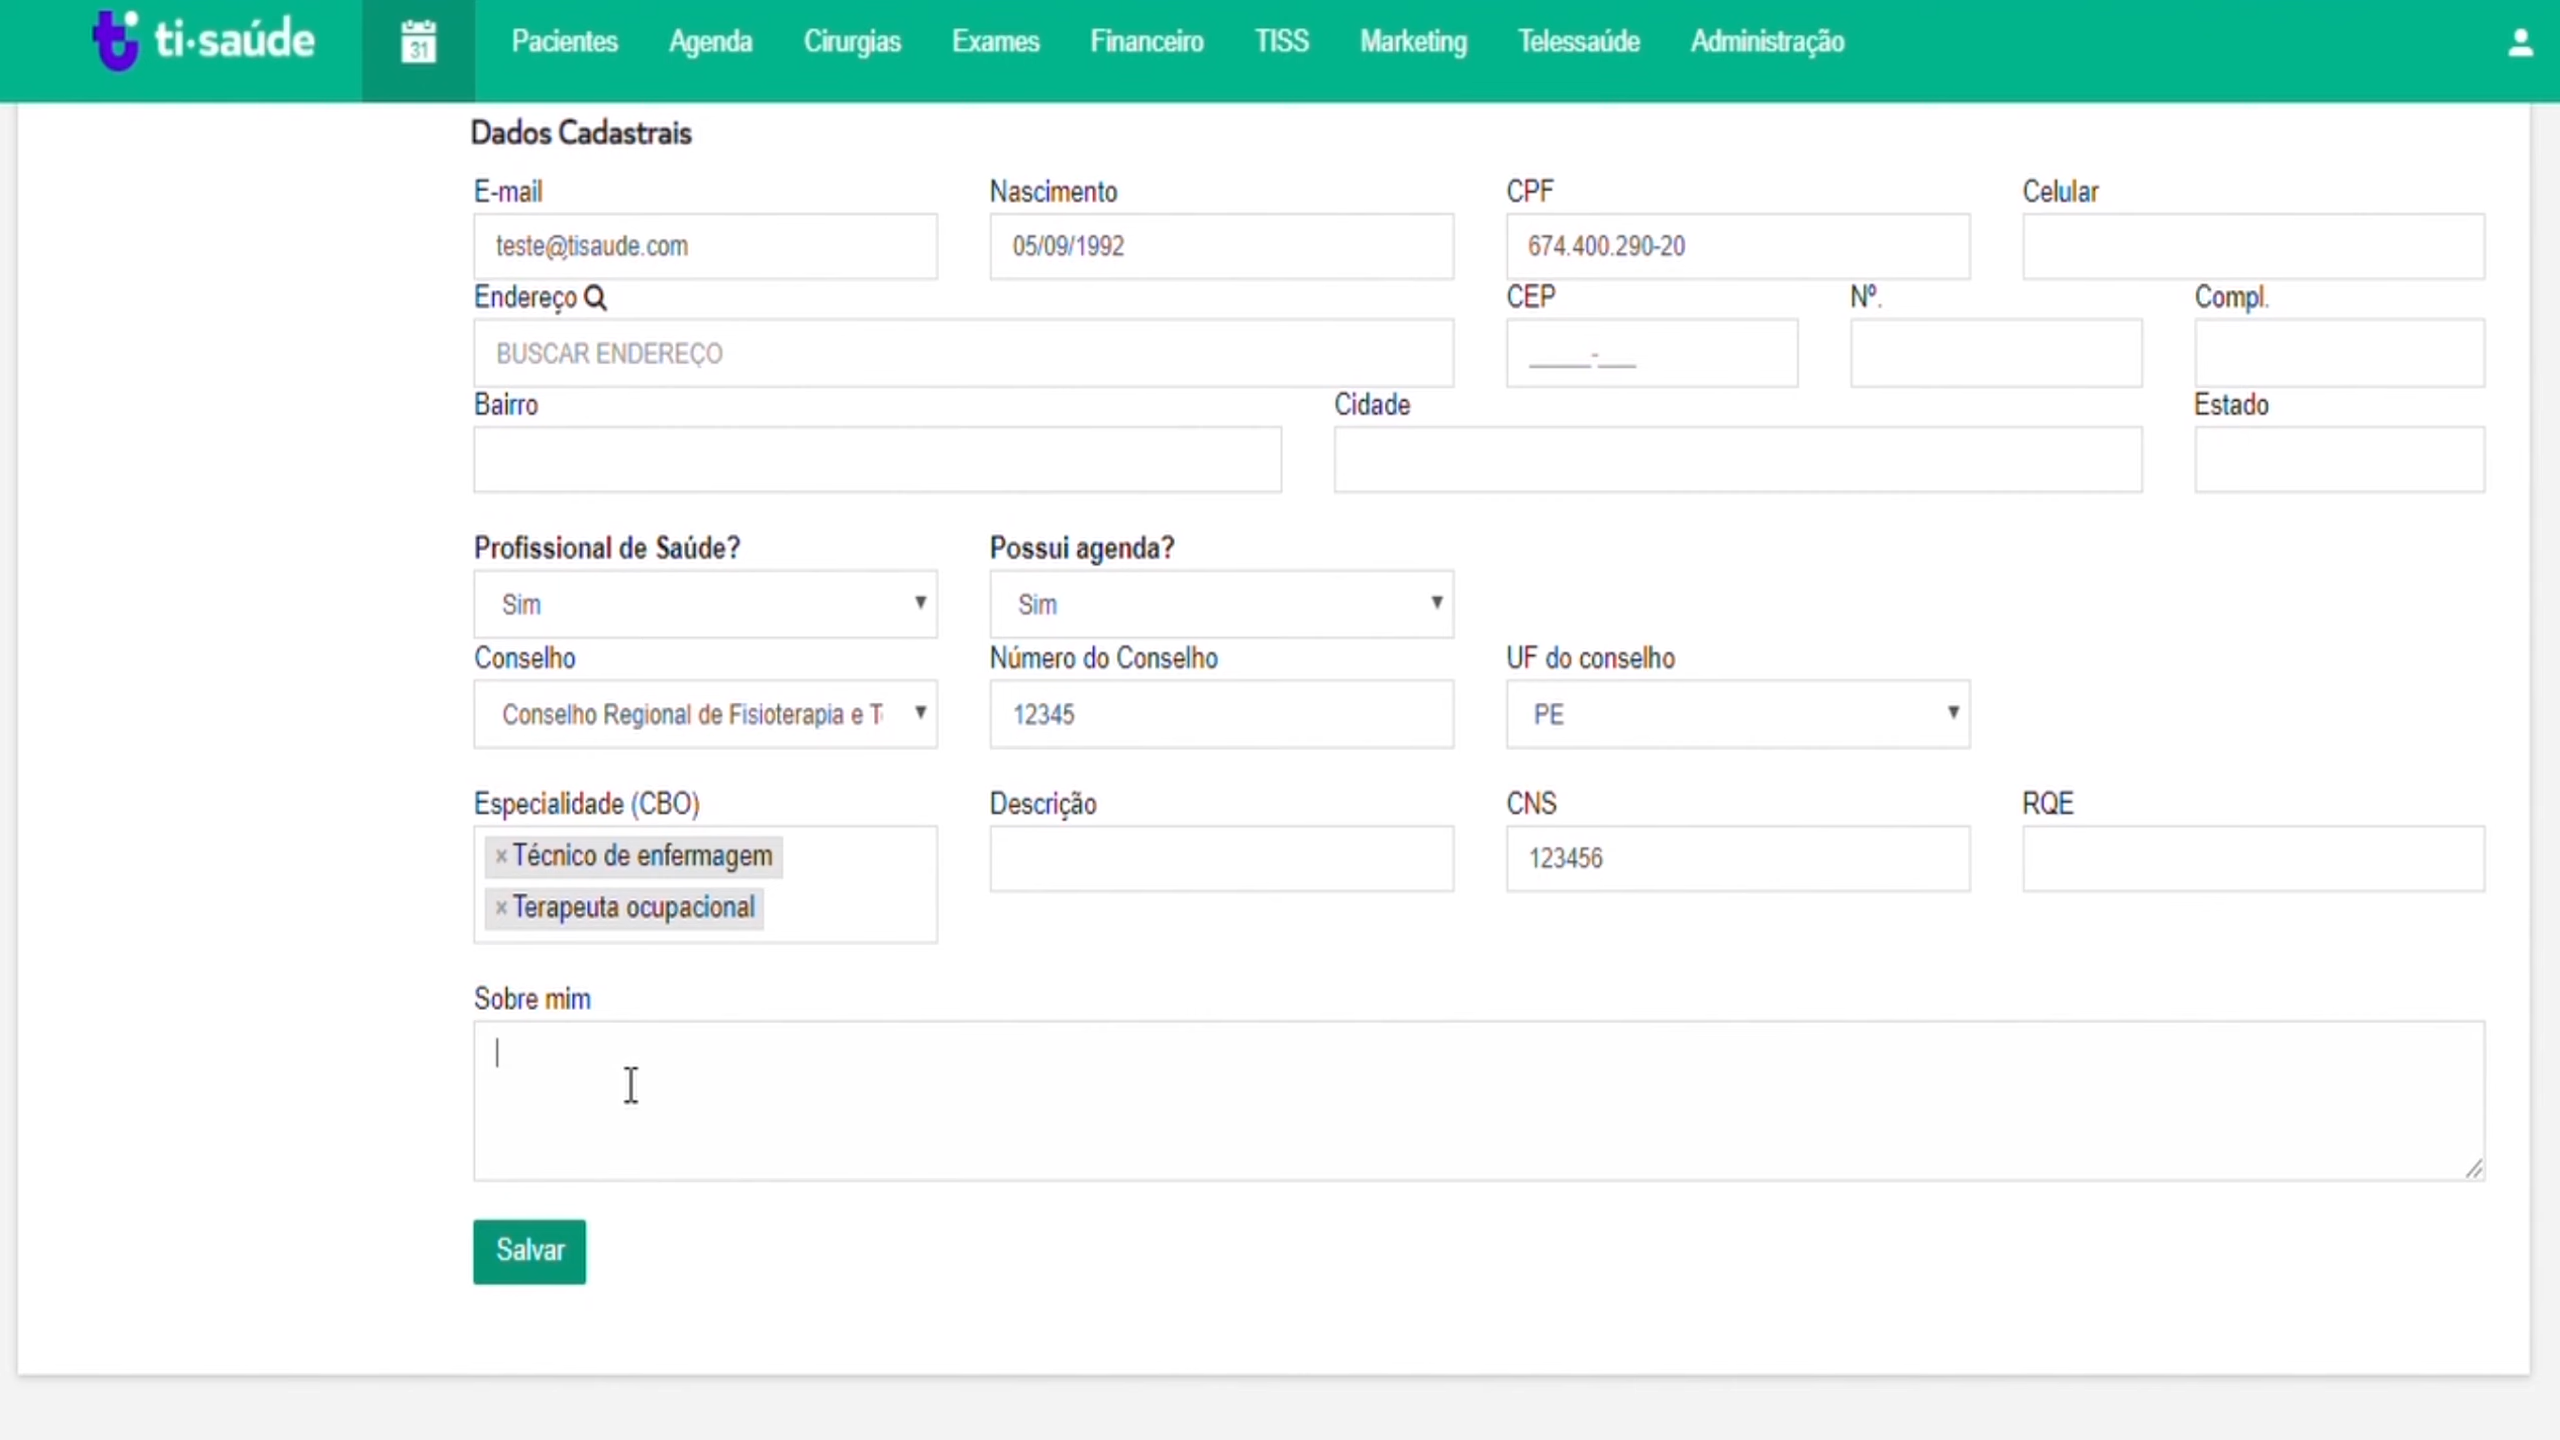 ti·saúde 31 Pacientes Agenda Cirurgias Exames Financeiro TISS Marketing Telessaúde Administração
Dados Cadastrais
E-mail Nascimento CPF Celular
teste@tisaude.com 05/09/1992 674.400.290-20
Endereço CEP Nº. Compl.
BUSCAR ENDEREÇO _____-___
Bairro Cidade Estado
Profissional de Saúde? Possui agenda?
Sim Sim
Conselho Número do Conselho UF do conselho
Conselho Regional de Fisioterapia e T 12345 PE
Especialidade (CBO) Descrição CNS RQE
× Técnico de enfermagem 123456
× Terapeuta ocupacional
Sobre mim
Salvar